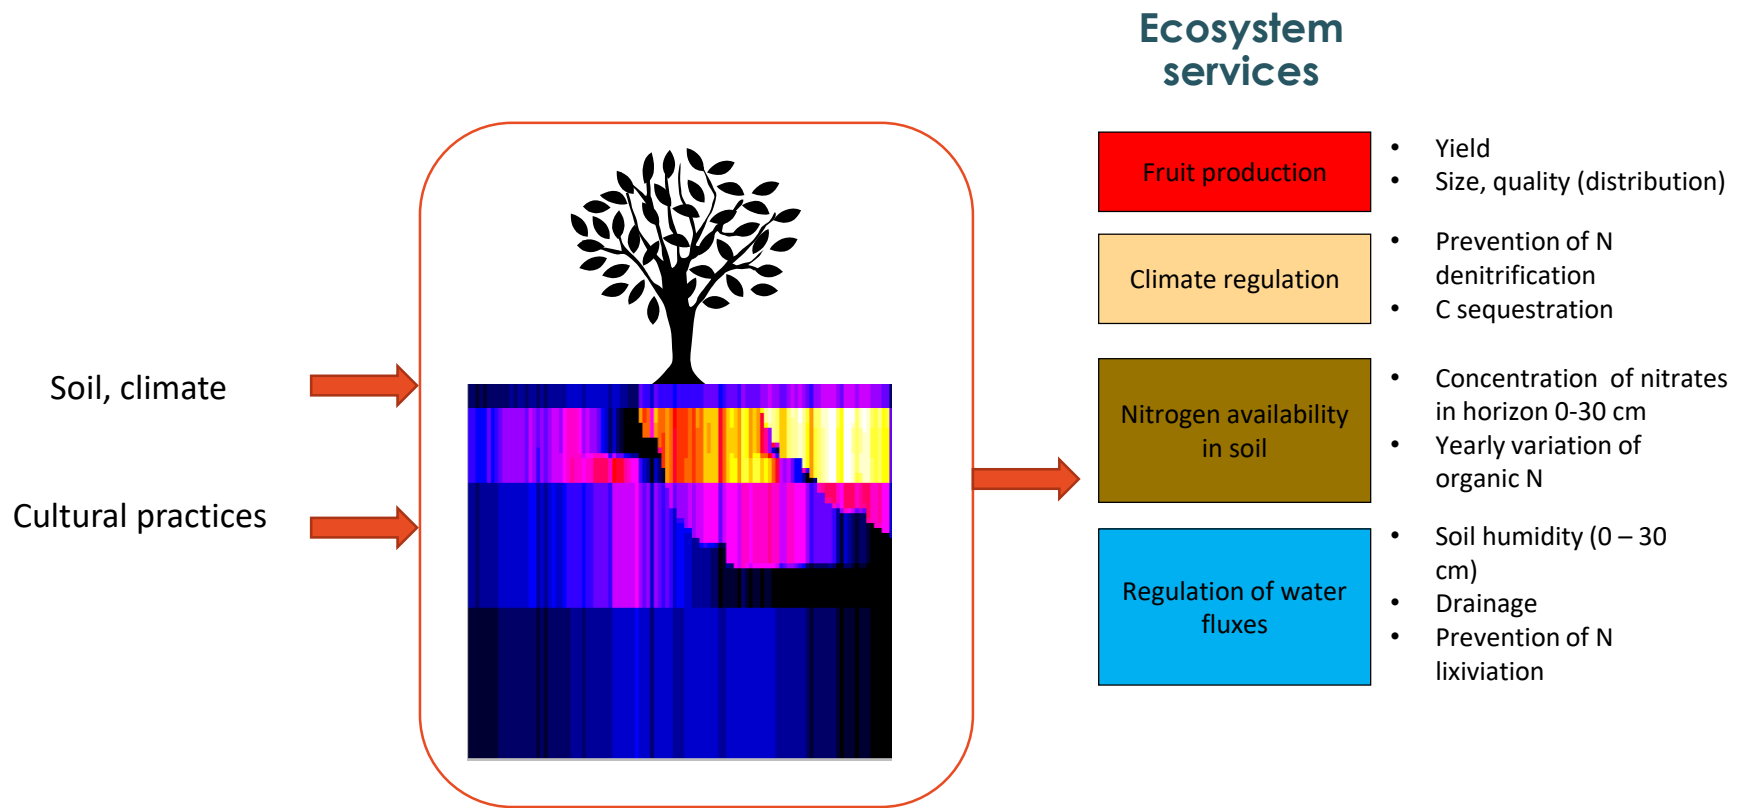 Ecosystem
services
Soil, climate
Cultural practices
Fruit production
• Yield
• Size, quality (distribution)
Climate regulation
• Prevention of N
denitrification
• C sequestration
Nitrogen availability
in soil
• Concentration of nitrates
in horizon 0-30 cm
• Yearly variation of
organic N
Regulation of water
fluxes
• Soil humidity (0 – 30
cm)
• Drainage
• Prevention of N
lixiviation